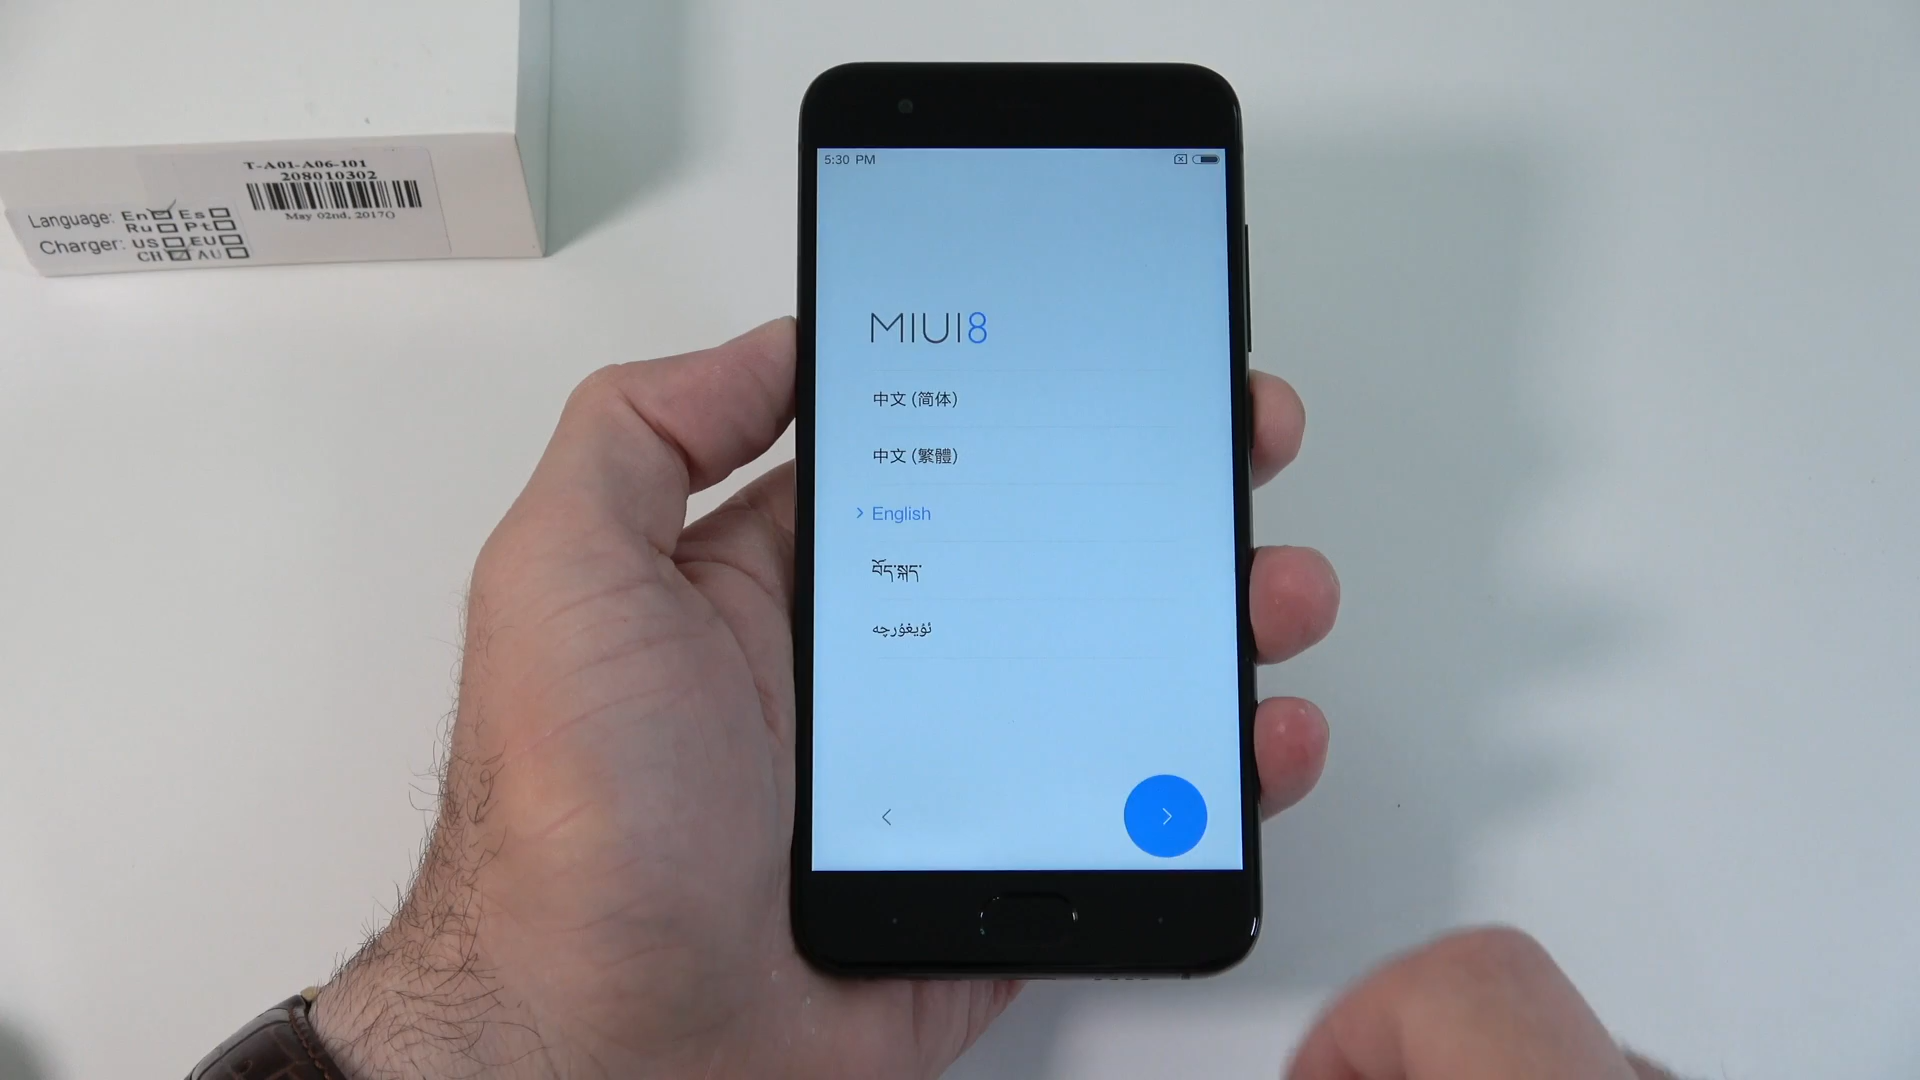 T-A01-A06-101
208010302
May 02nd, 2017()
Language: En Es
Ru Pt
Charger: US EU
CH AU
5:30 PM
MIUI8
中文 (简体)
中文 (繁體)
English
བོད་སྐད་
ئۇيغۇرچە